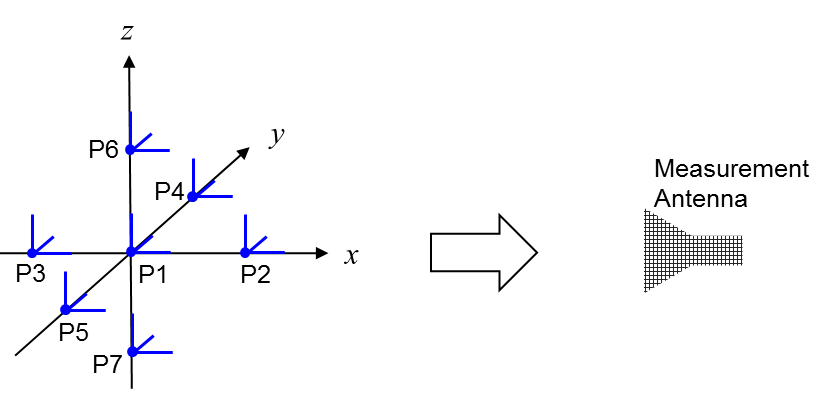 z
y
P6
Measurement
P4
Antenna
x
P3
P1
P2
P5
P7